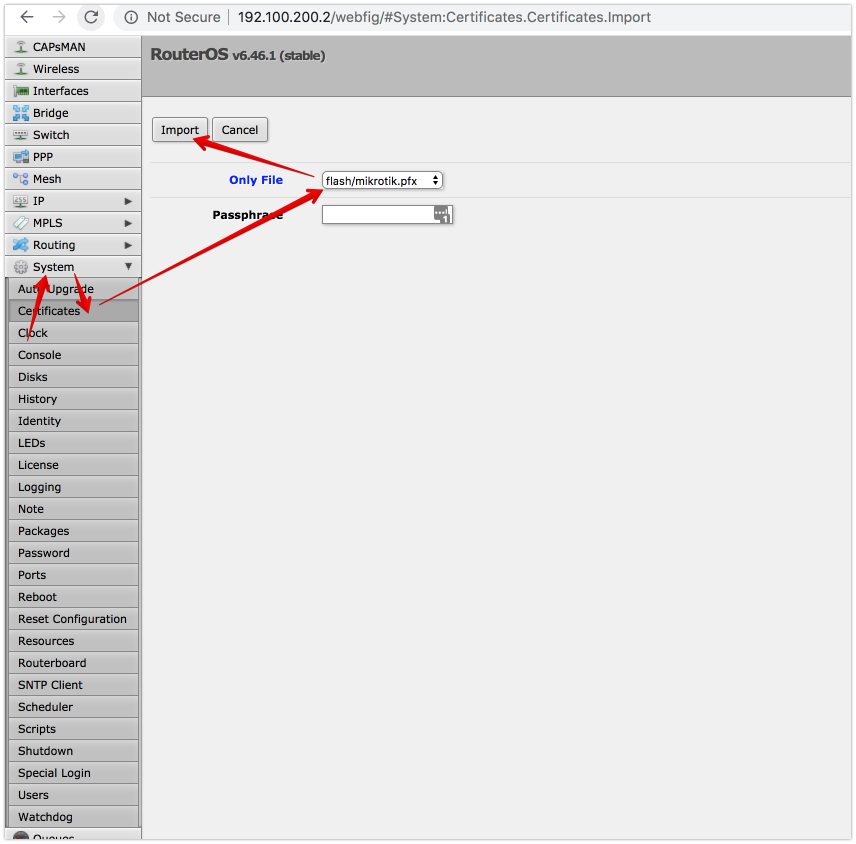 Not Secure | 192.100.200.2/webfig/#System:Certificates.Certificates.Import
RouterOS v6.46.1 (stable)
CAPsMAN
Wireless
Interfaces
Bridge
Switch
PPP
Mesh
IP
MPLS
Routing
System
Auto Upgrade
Certificates
Clock
Console
Disks
History
Identity
LEDs
License
Logging
Note
Packages
Password
Ports
Reboot
Reset Configuration
Resources
Routerboard
SNTP Client
Scheduler
Scripts
Shutdown
Special Login
Users
Watchdog
Queues
Import Cancel
Only File flash/mikrotik.pfx
Passphrase
1